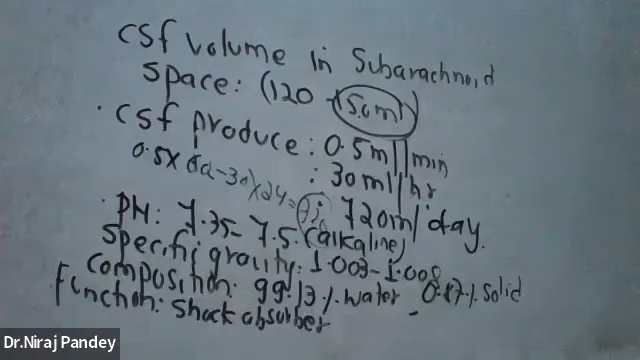 CSF volume in Subarachnoid
space: (120 - 150ml)
• CSF produce: 0.5ml/min
: 30ml/hr
0.5x
x24=
: 720ml/day.
• PH: 7.35- 7.5 (alkaline)
Specific gravity: 1.003-1.008
Composition: 99.13%.water - 0.87%.solid
Function: Shock absorber
Dr.Niraj Pandey